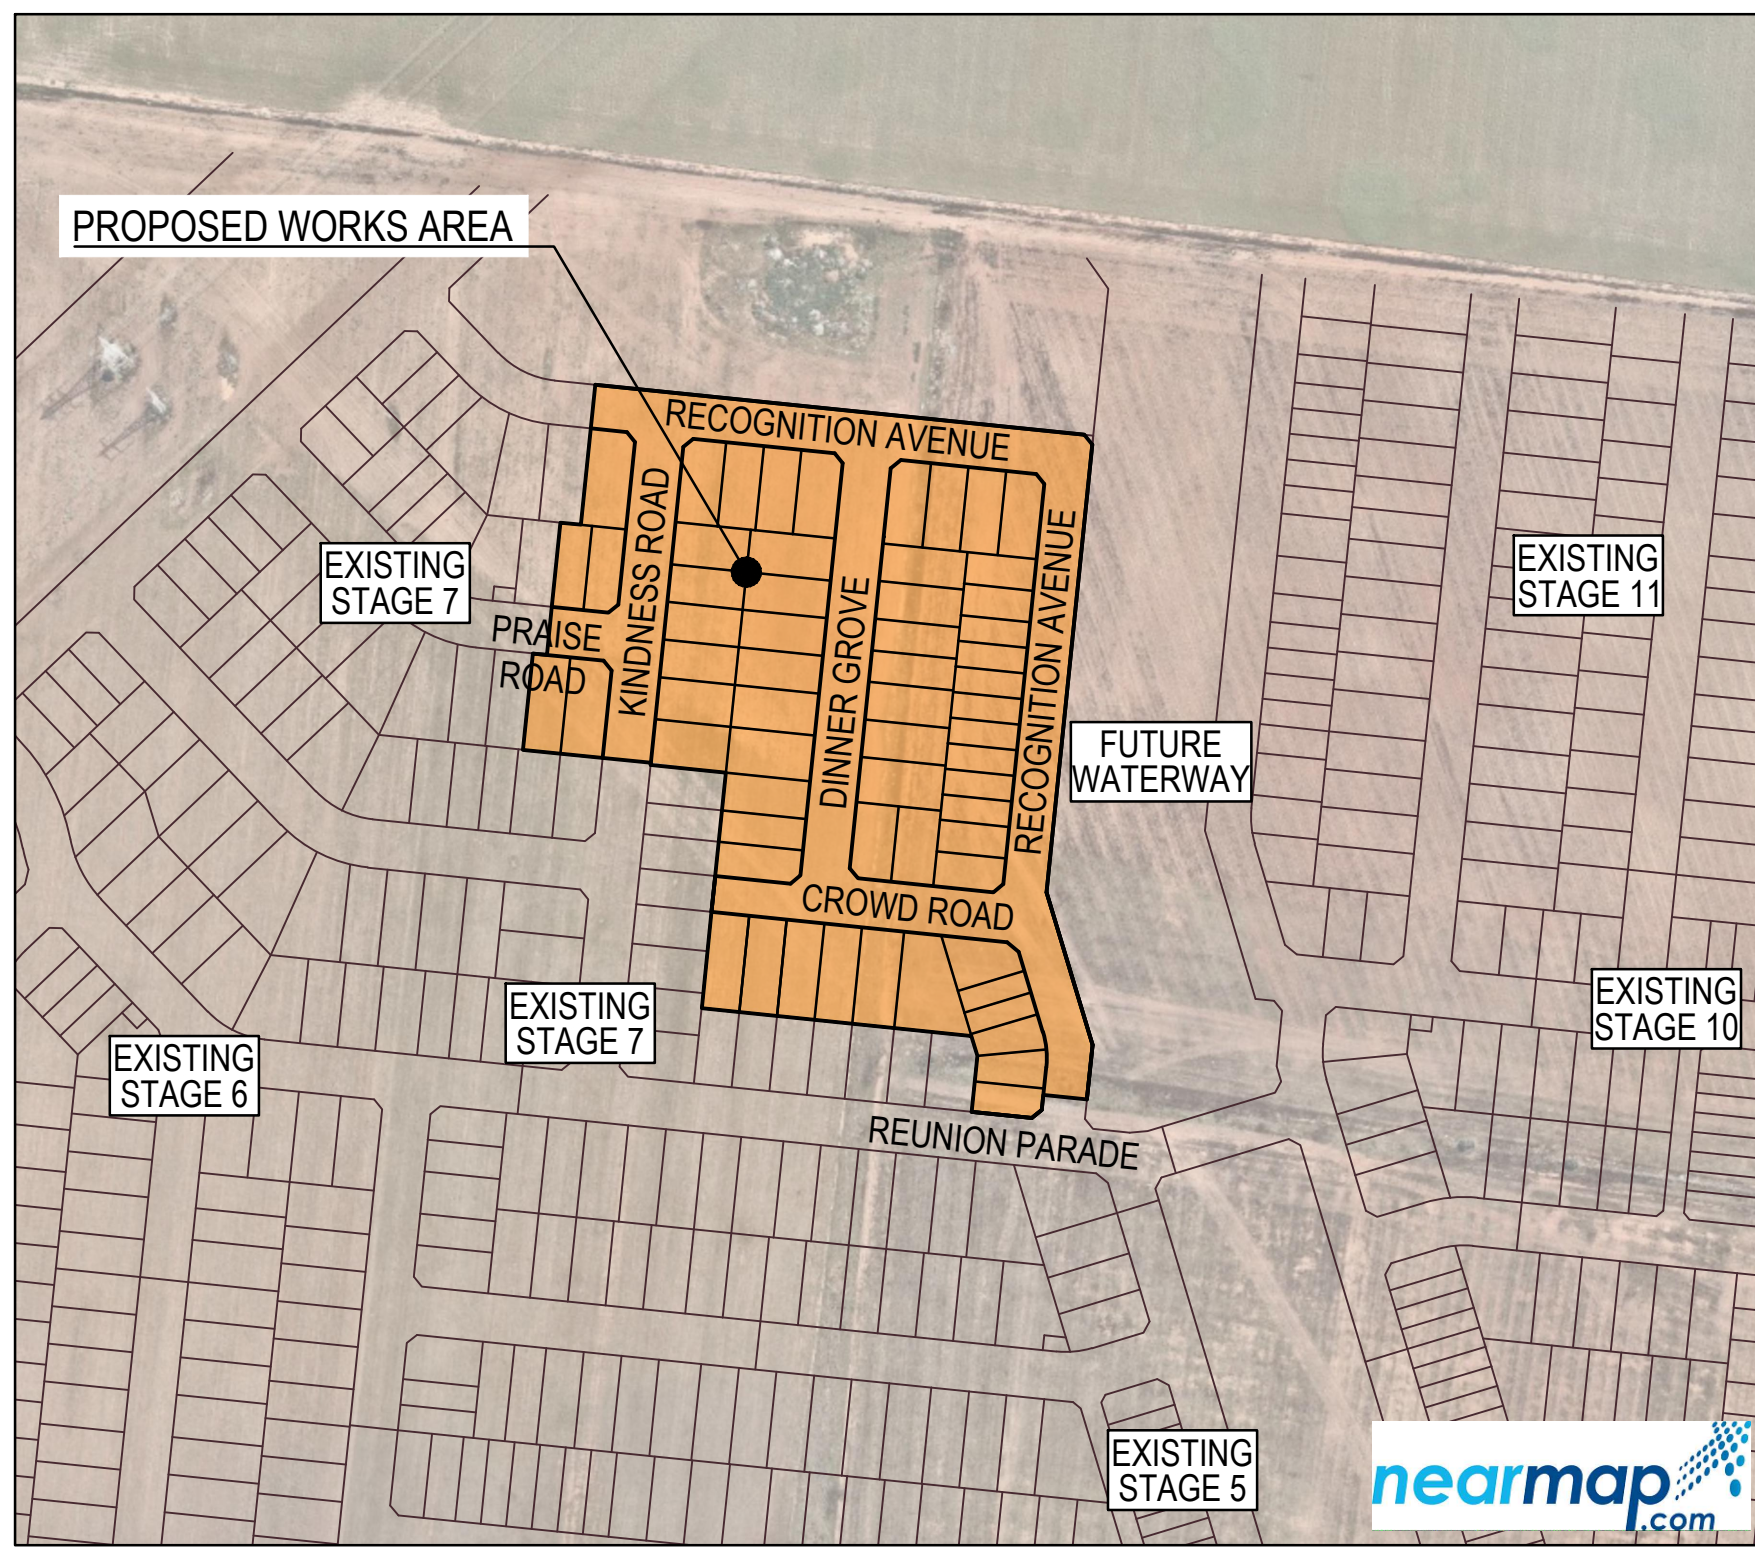 PROPOSED WORKS AREA
RECOGNITION AVENUE
KINDNESS ROAD
DINNER GROVE
RECOGNITION AVENUE
EXISTING
STAGE 7
PRAISE
ROAD
EXISTING
STAGE 11
FUTURE
WATERWAY
CROWD ROAD
EXISTING
STAGE 7
EXISTING
STAGE 10
EXISTING
STAGE 6
REUNION PARADE
EXISTING
STAGE 5
nearmap
.com